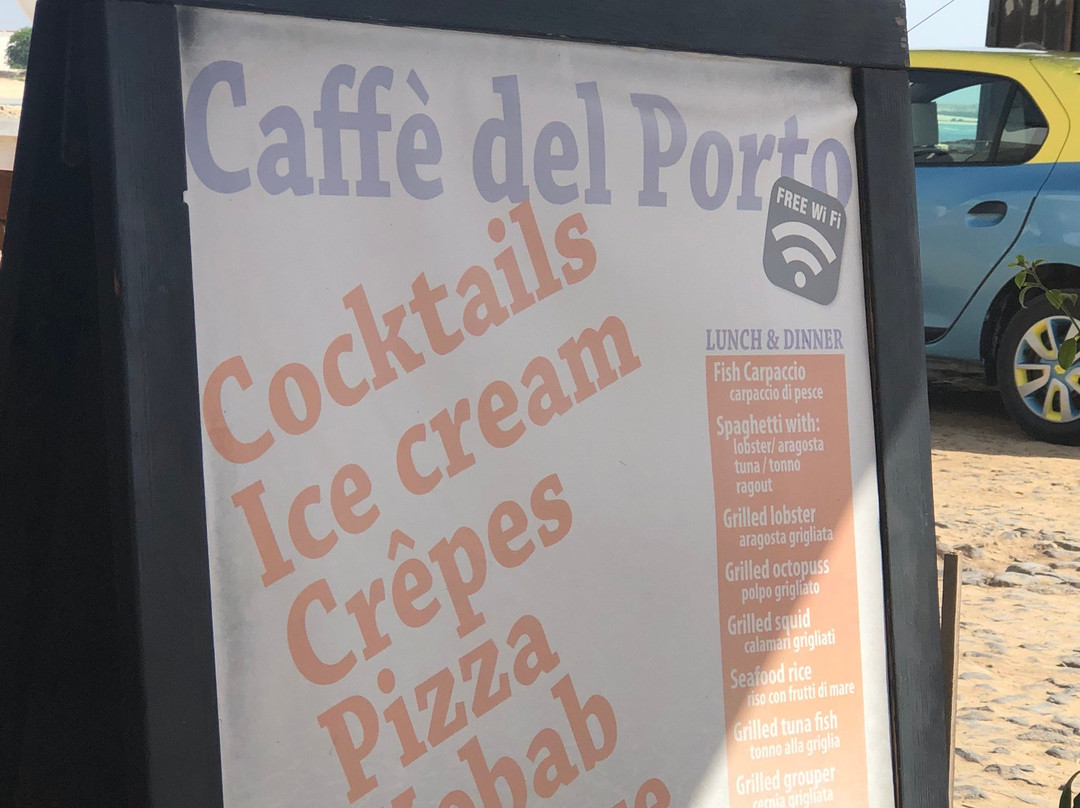 Caffè del Porto
FREE Wi Fi
Cocktails
Ice cream
Crêpes
Pizza
Kebab
LUNCH & DINNER
Fish Carpaccio
carpaccio di pesce
Spaghetti with:
lobster/ aragosta
tuna / tonno
ragout
Grilled lobster
aragosta grigliata
Grilled octopuss
polpo grigliato
Grilled squid
calamari grigliati
Seafood rice
riso con frutti di mare
Grilled tuna fish
tonno alla griglia
Grilled grouper
cernia grigliata